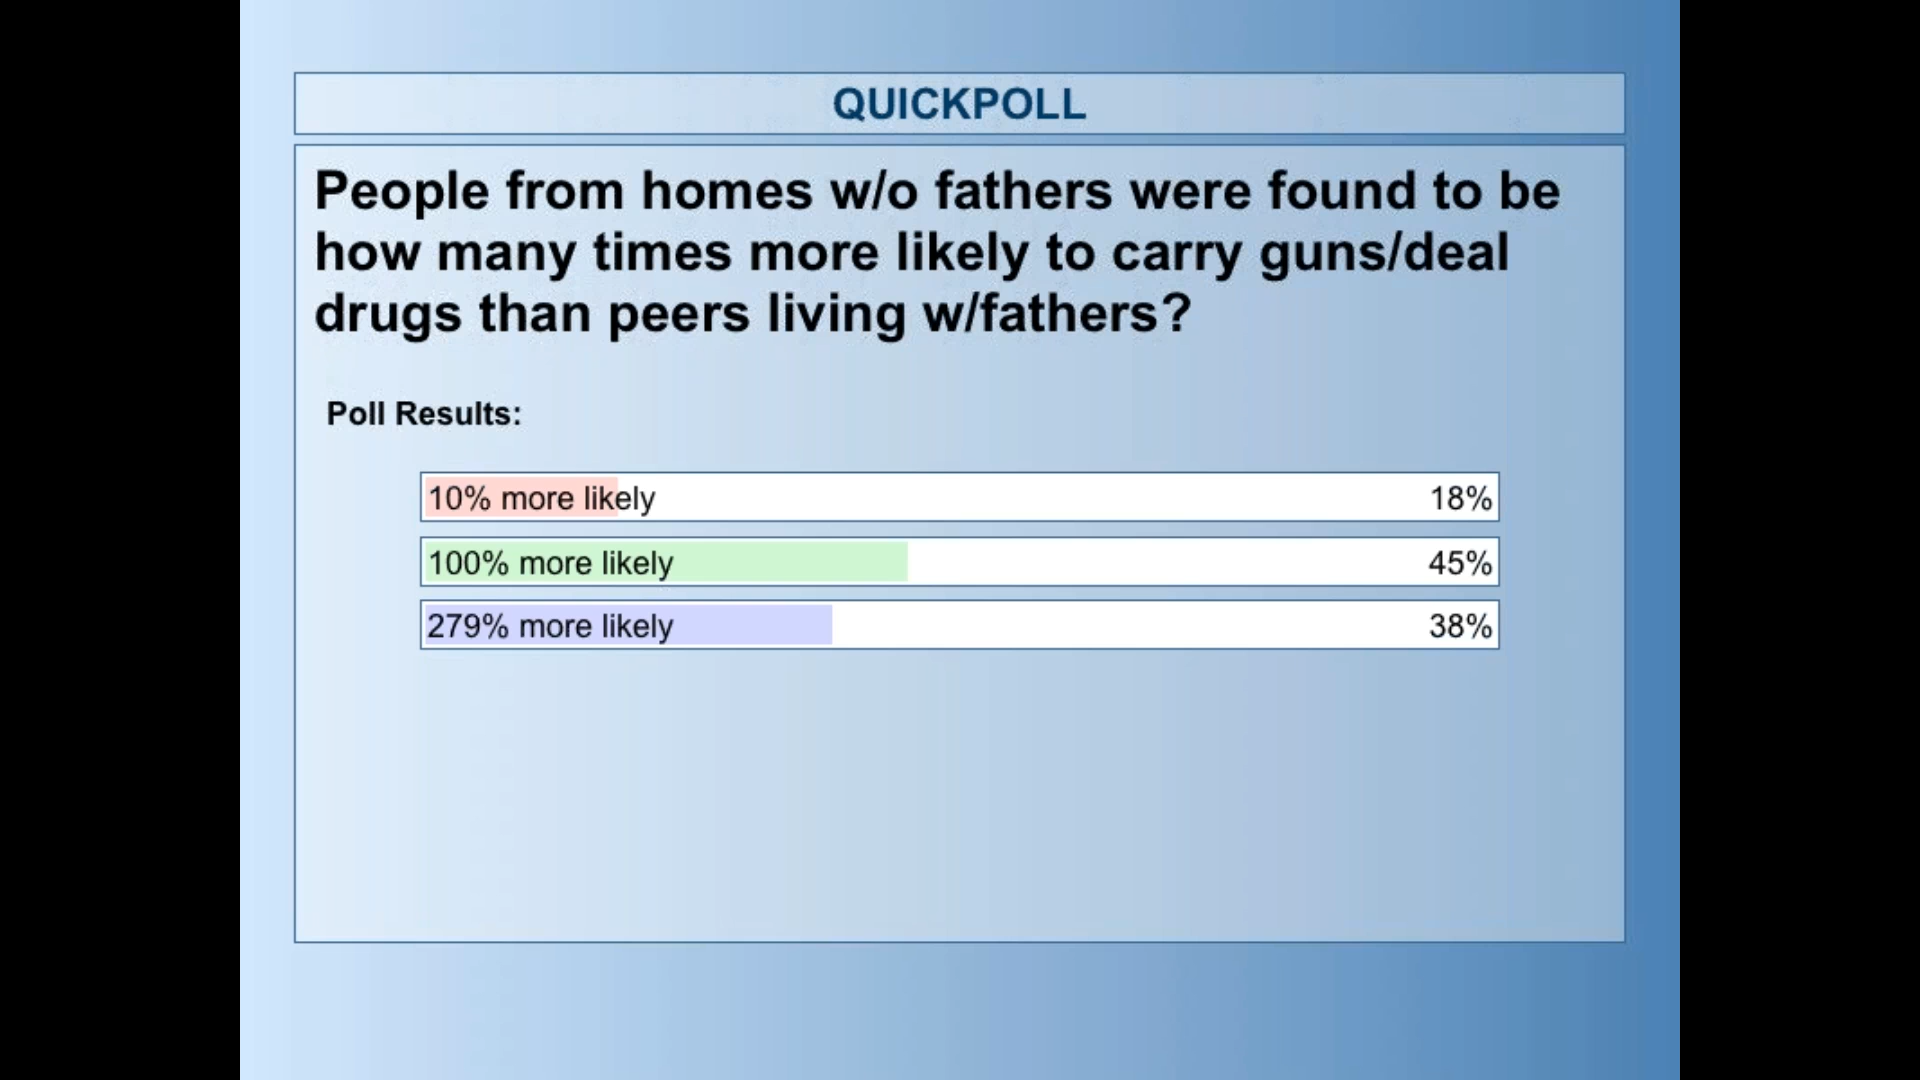 QUICKPOLL
People from homes w/o fathers were found to be
how many times more likely to carry guns/deal
drugs than peers living w/fathers?
Poll Results:
10% more likely 18%
100% more likely 45%
279% more likely 38%